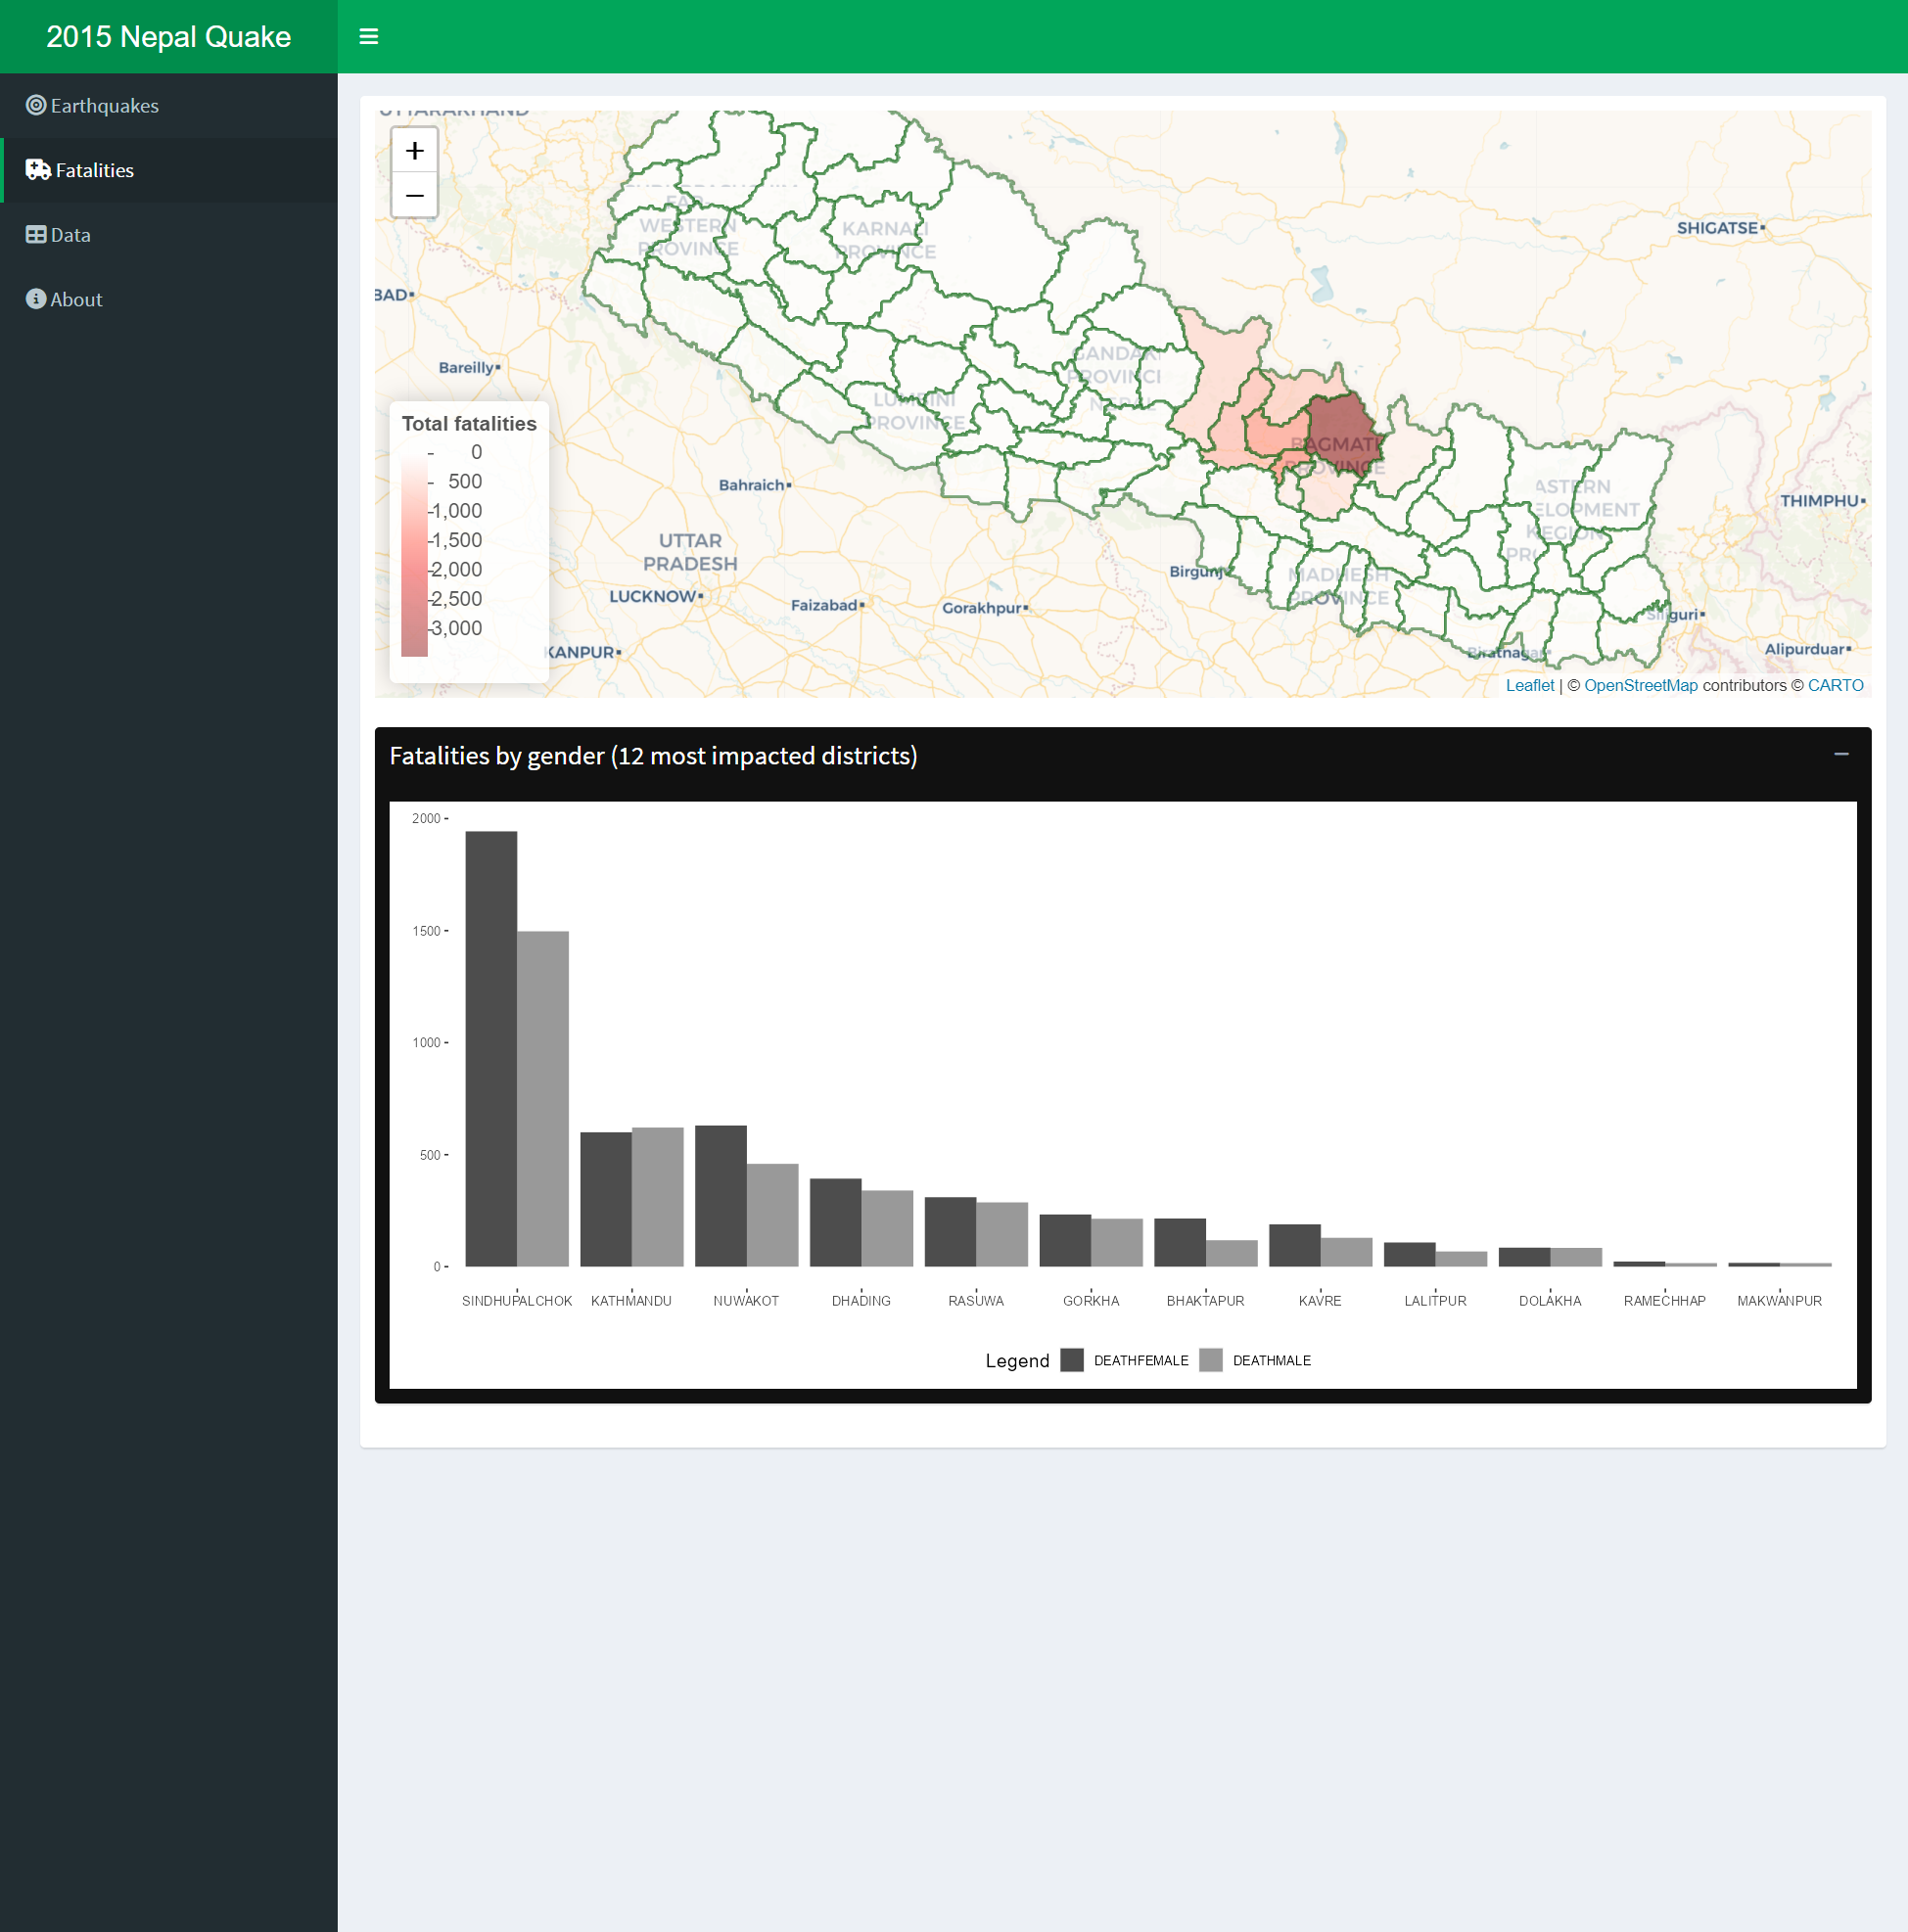 2015 Nepal Quake
Earthquakes
Fatalities
Data
About
UTTARAKHAND
+
−
FAR-
WESTERN
PROVINCE
KARNALI
PROVINCE
SHIGATSE
BAD
Bareilly
GANDAKI
PROVINCE
NEPAL
LUMBINI
PROVINCE
Total fatalities
0
500
1,000
1,500
2,000
2,500
3,000
BAGMATI
PROVINCE
Bahraich
THIMPHU
UTTAR
PRADESH
Birgunj
MADHESH
PROVINCE
LUCKNOW
Faizabad
Gorakhpur
Siliguri
KANPUR
Biratnagar
Alipurduar
ASTERN
ELOPMENT
REGION
Leaflet | © OpenStreetMap contributors © CARTO
Fatalities by gender (12 most impacted districts)
2000
1500
1000
500
0
SINDHUPALCHOK KATHMANDU NUWAKOT DHADING RASUWA GORKHA BHAKTAPUR KAVRE LALITPUR DOLAKHA RAMECHHAP MAKWANPUR
Legend DEATHFEMALE DEATHMALE